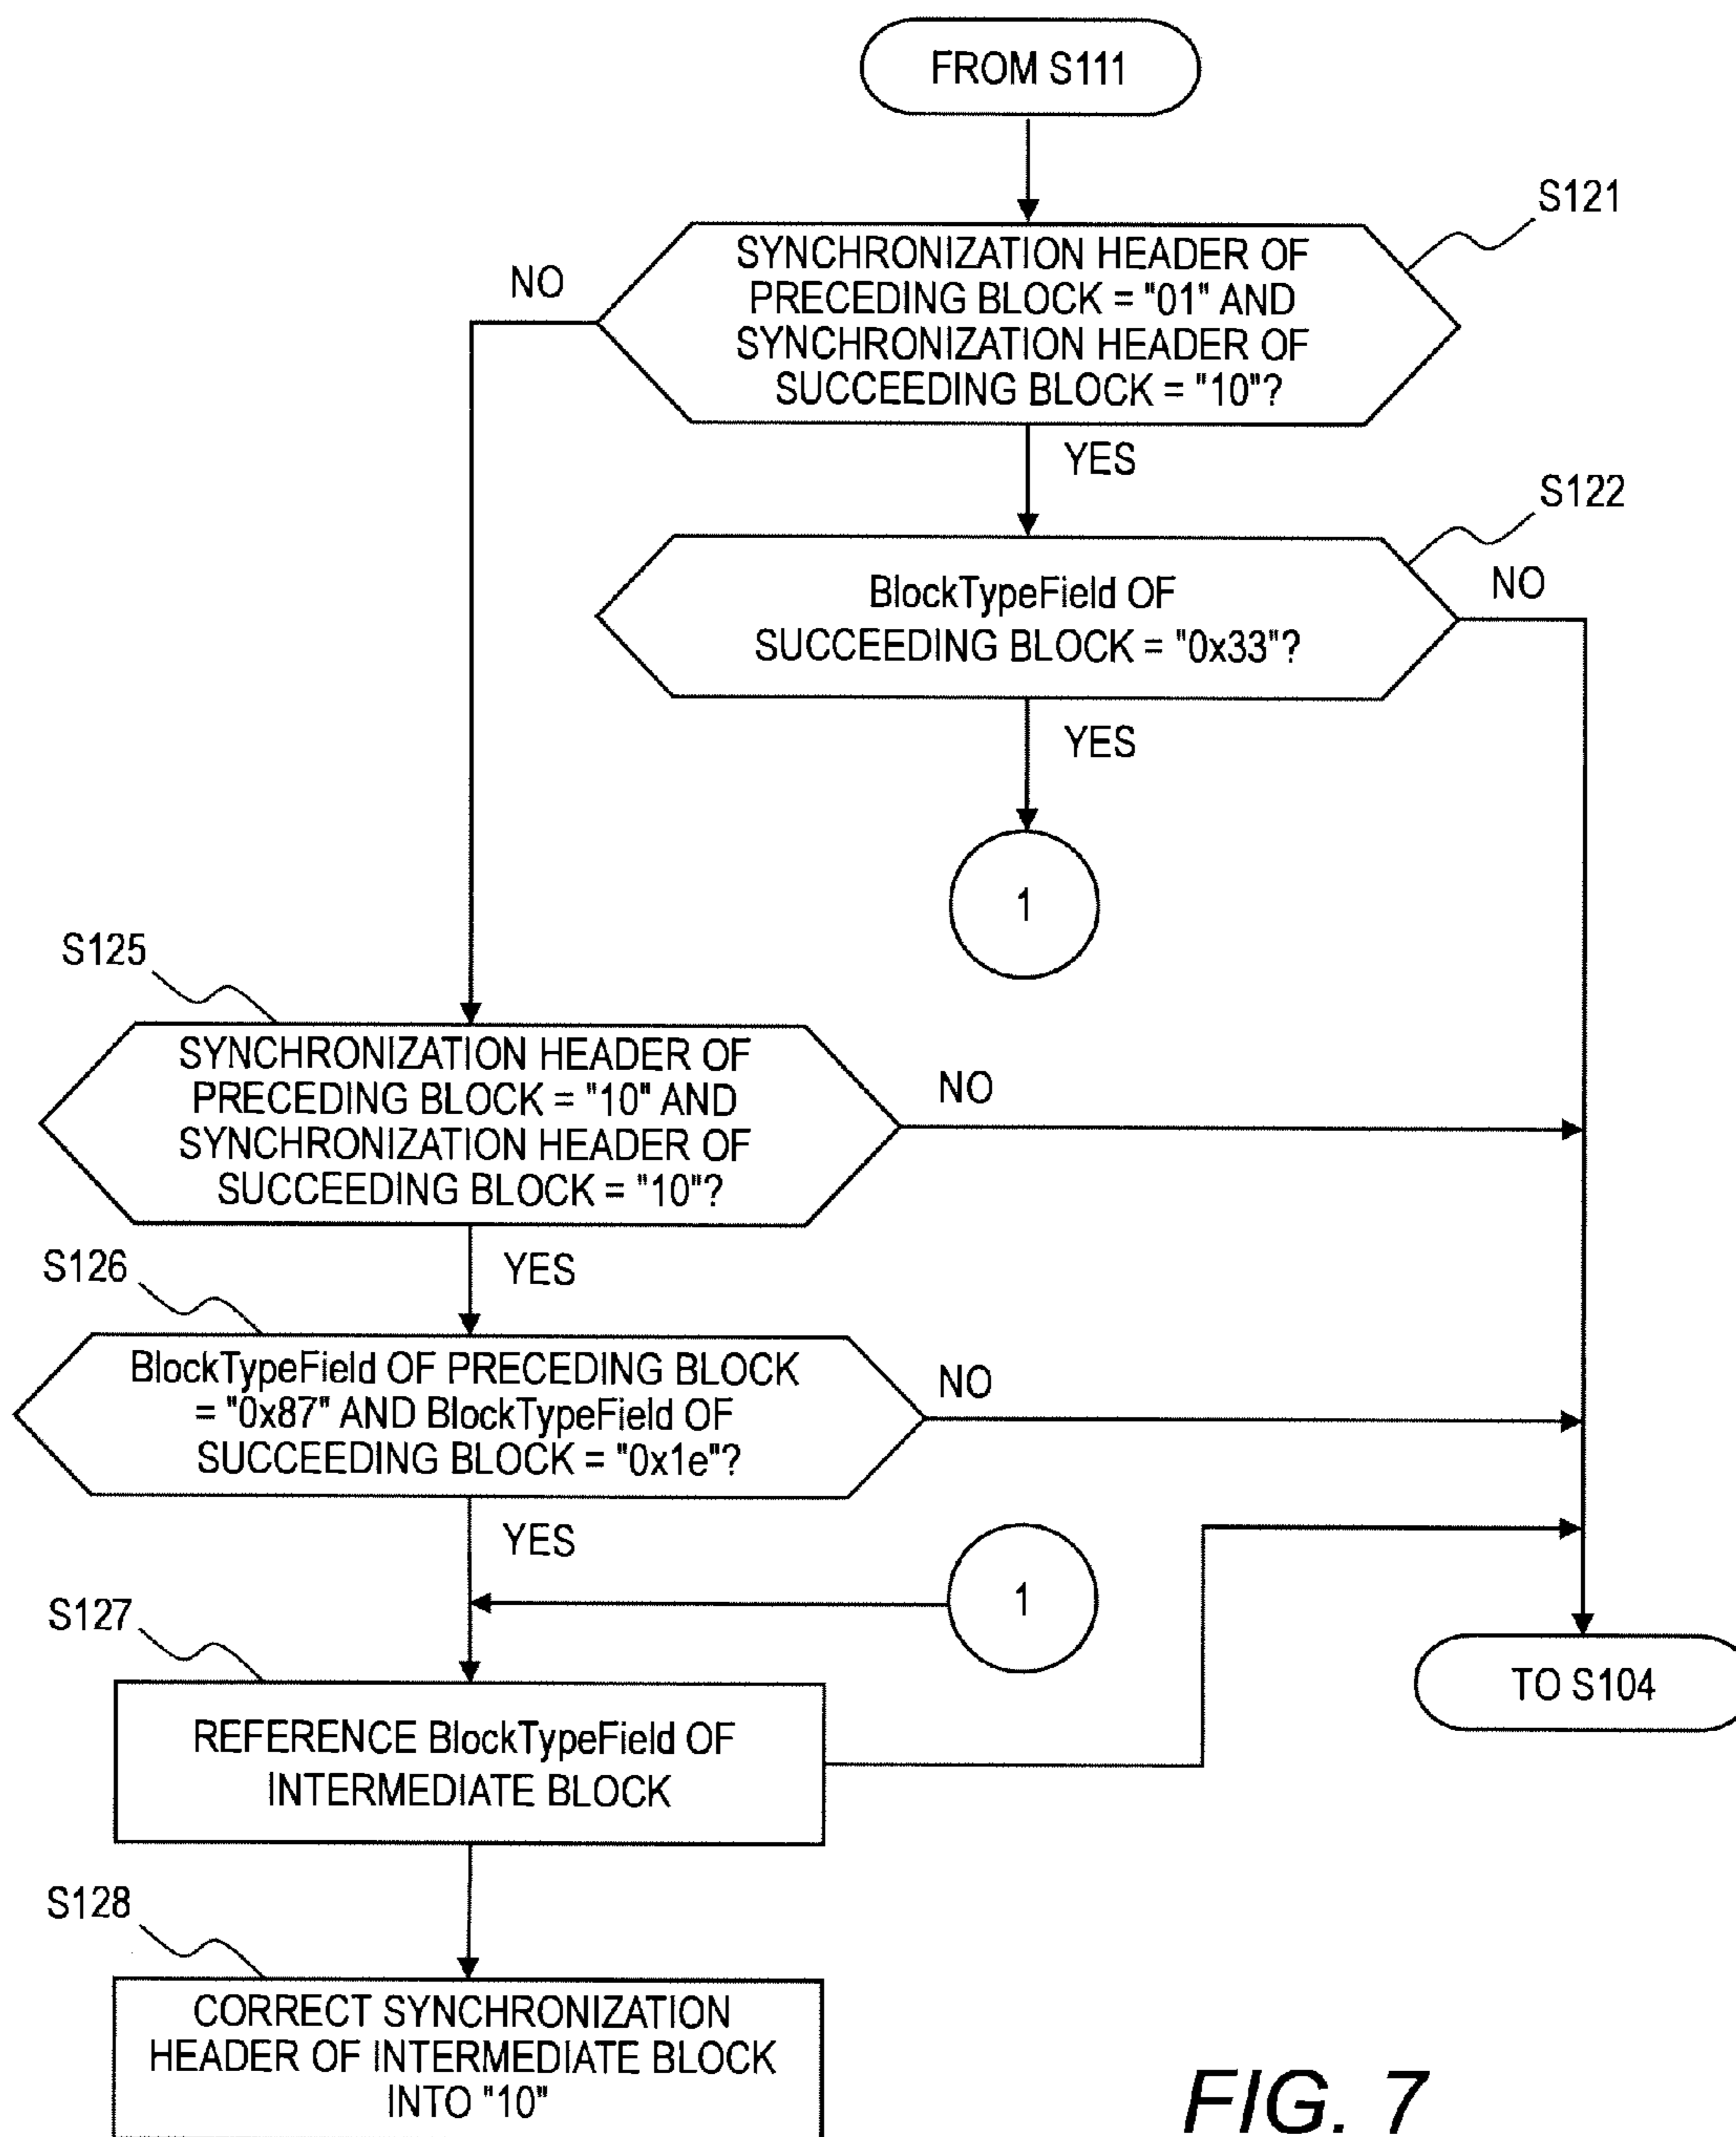 FROM S111
S121
SYNCHRONIZATION HEADER OF
PRECEDING BLOCK = "01" AND
SYNCHRONIZATION HEADER OF
SUCCEEDING BLOCK = "10"?
NO
YES
S122
BlockTypeField OF
SUCCEEDING BLOCK = "0x33"?
NO
YES
1
S125
SYNCHRONIZATION HEADER OF
PRECEDING BLOCK = "10" AND
SYNCHRONIZATION HEADER OF
SUCCEEDING BLOCK = "10"?
NO
YES
S126
BlockTypeField OF PRECEDING BLOCK
= "0x87" AND BlockTypeField OF
SUCCEEDING BLOCK = "0x1e"?
NO
YES
1
S127
REFERENCE BlockTypeField OF
INTERMEDIATE BLOCK
TO S104
S128
CORRECT SYNCHRONIZATION
HEADER OF INTERMEDIATE BLOCK
INTO "10"
FIG. 7